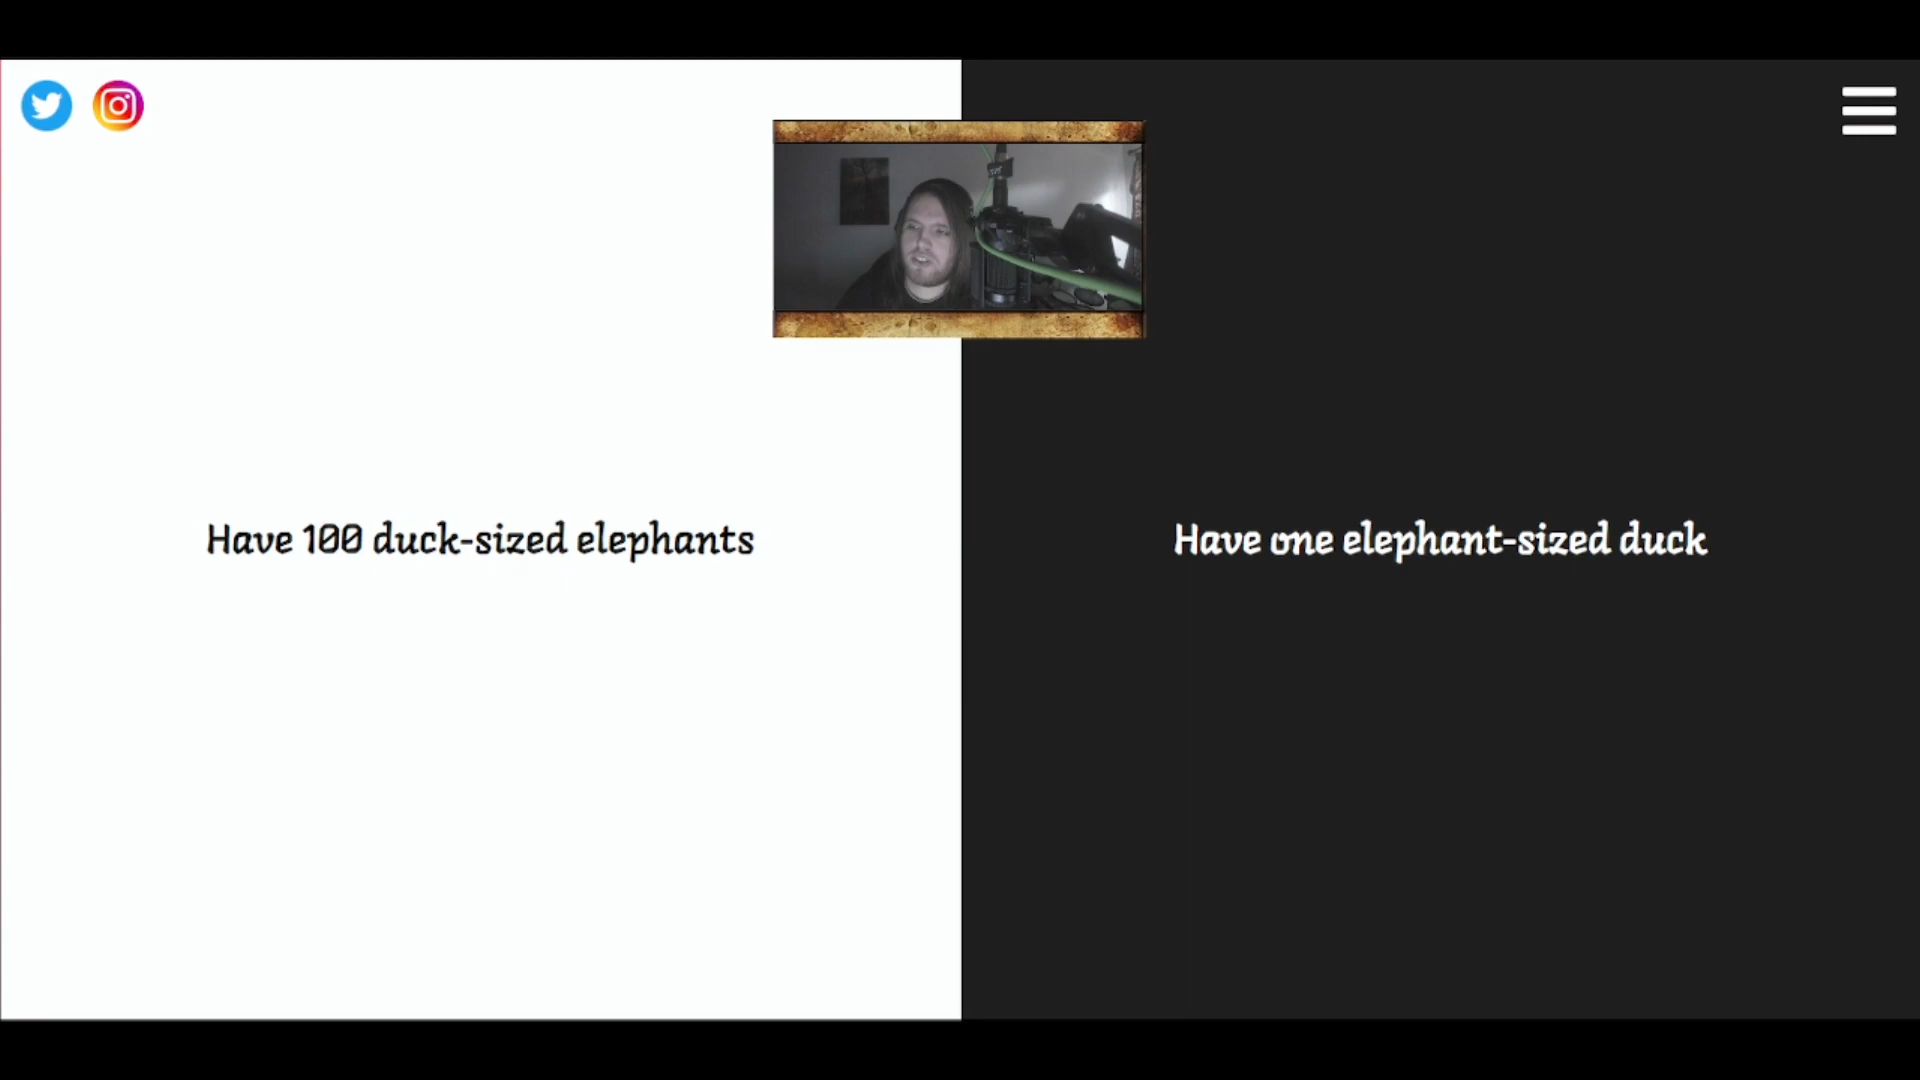 Have 100 duck-sized elephants
Have one elephant-sized duck